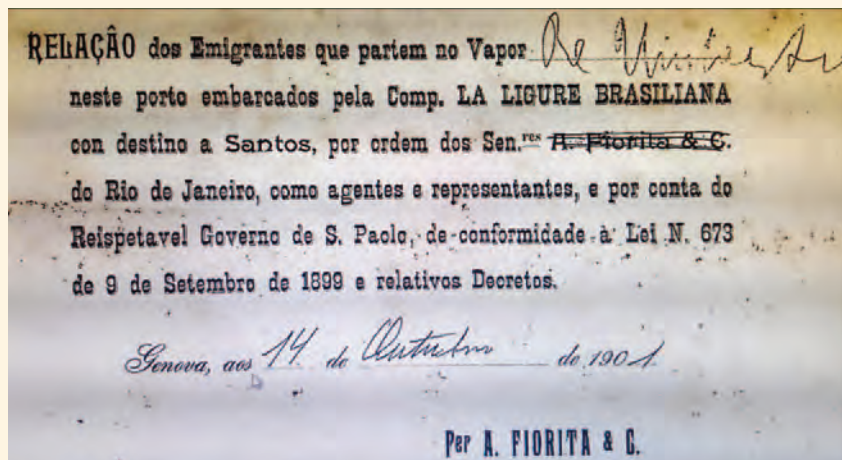 RELAÇÃO dos Emigrantes que partem no Vapor Re
neste porto embarcados pela Comp. LA LIGURE BRASILIANA
con destino a Santos, por ordem dos Sen.res A. Fiorita & C.
do Rio de Janeiro, como agentes e representantes, e por conta do
Reispetavel Governo de S. Paolo, de conformidade à Lei N. 673
de 9 de Setembro de 1899 e relativos Decretos.
Genova, aos 14 de Outubro de 1901
Per A. FIORITA & C.